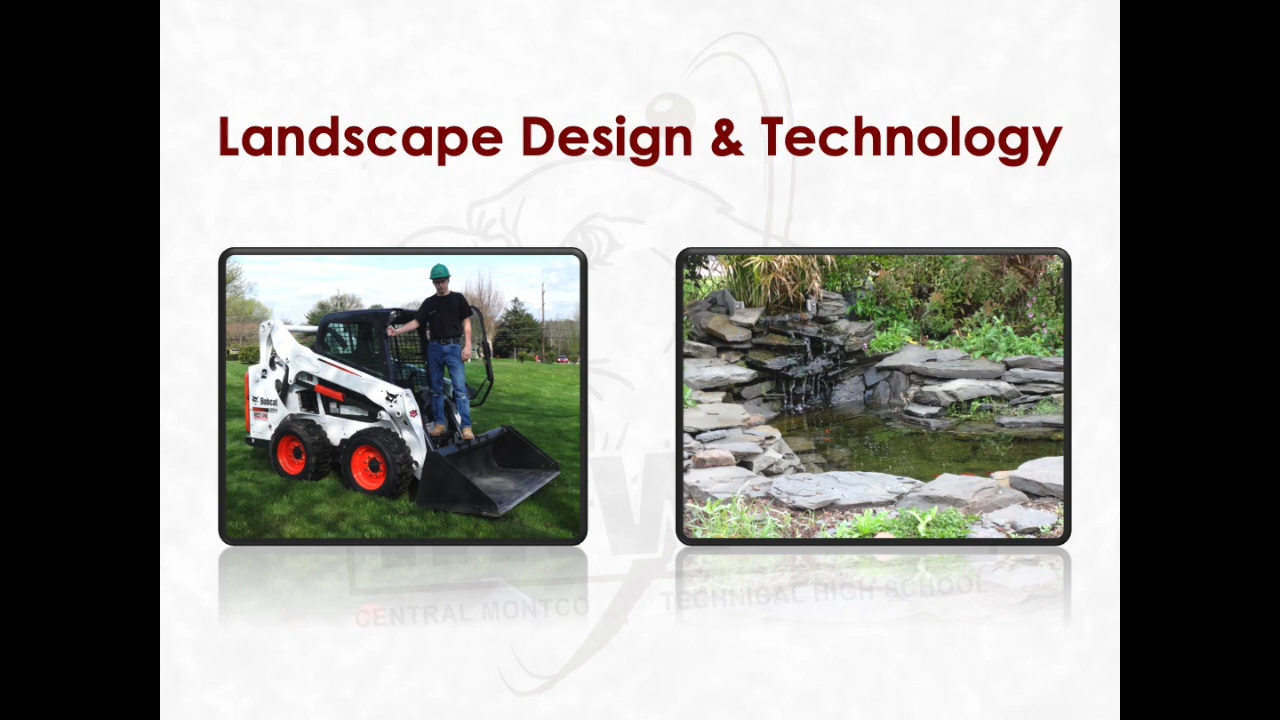 Landscape Design & Technology
Bobcat
CENTRAL MONTCO TECHNICAL HIGH SCHOOL